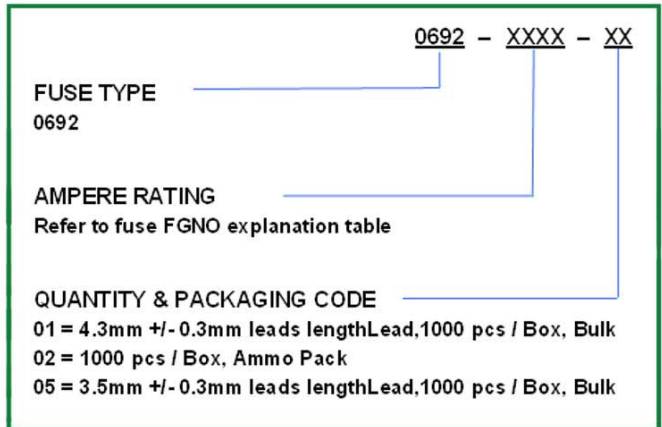 0692 – XXXX – XX
FUSE TYPE
0692
AMPERE RATING
Refer to fuse FGNO explanation table
QUANTITY & PACKAGING CODE
01 = 4.3mm +/- 0.3mm leads lengthLead,1000 pcs / Box, Bulk
02 = 1000 pcs / Box, Ammo Pack
05 = 3.5mm +/- 0.3mm leads lengthLead,1000 pcs / Box, Bulk